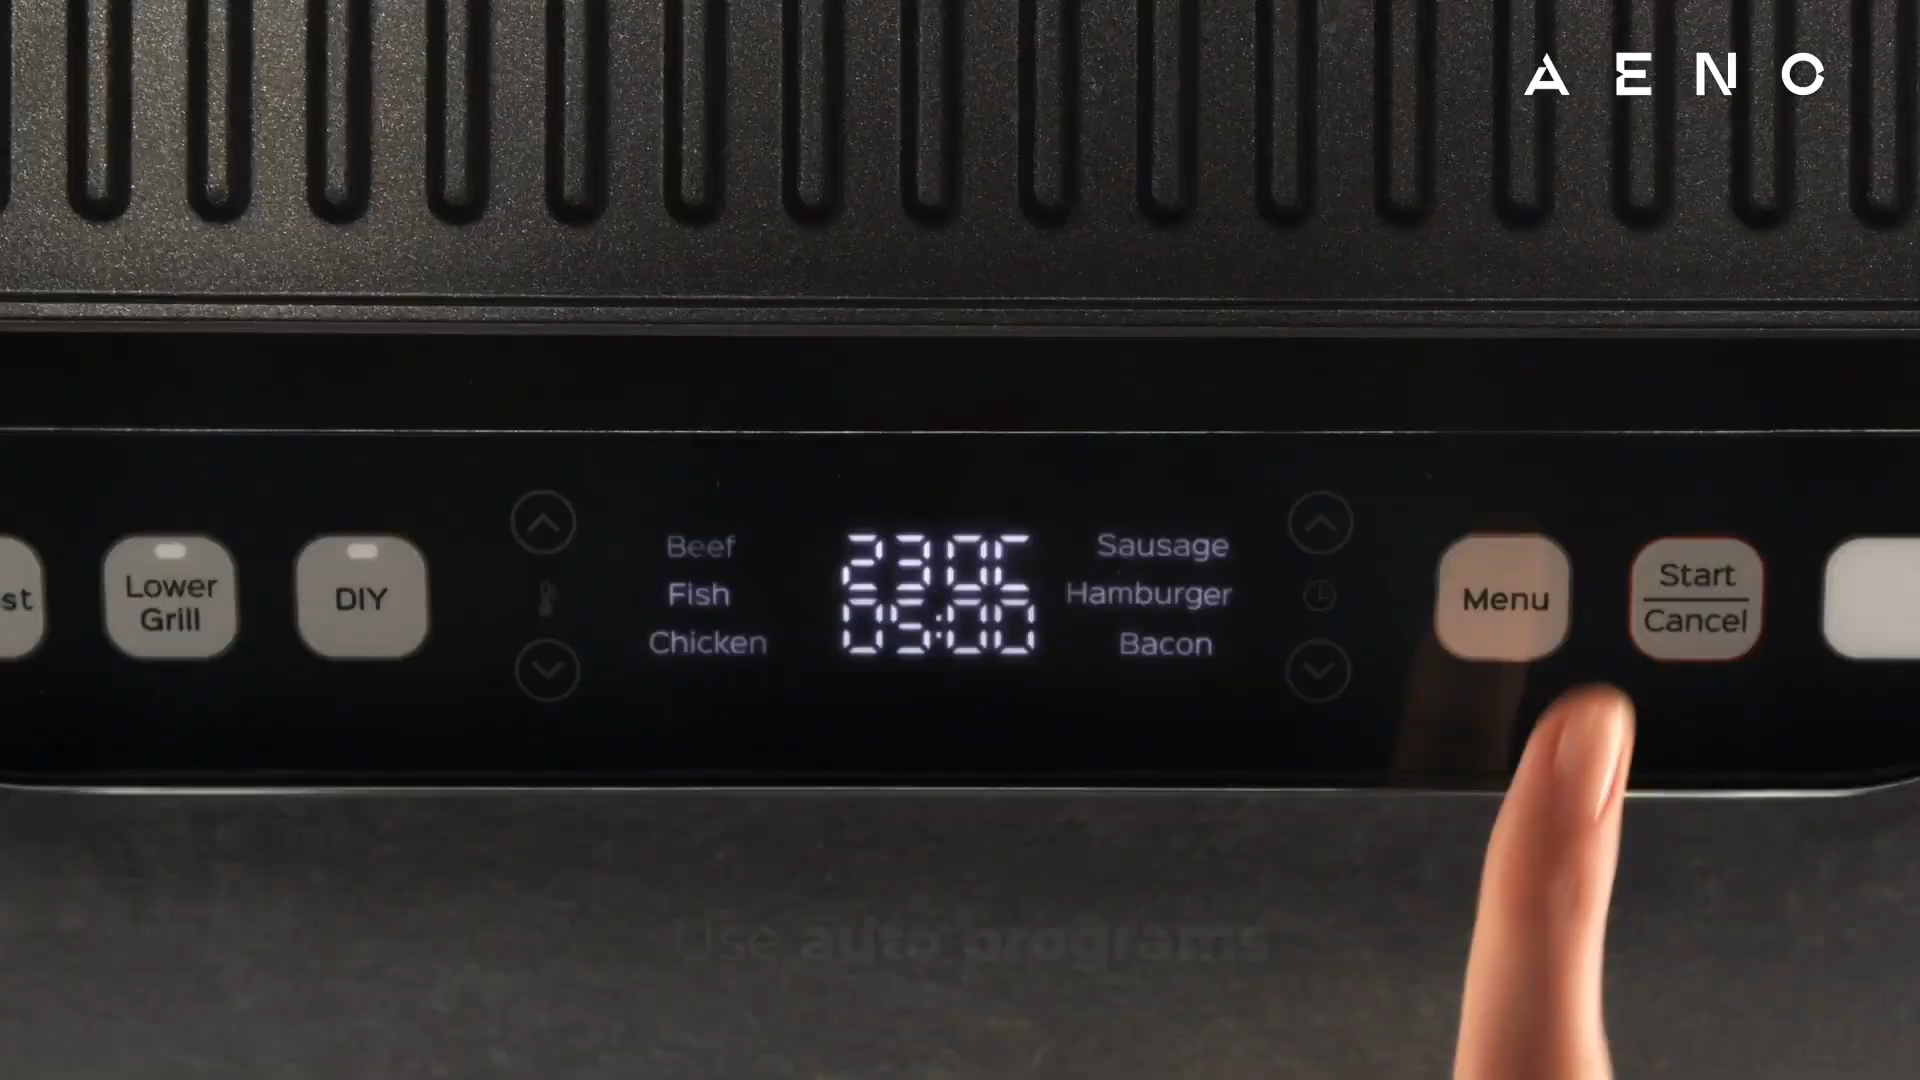 AENO
st
Lower
Grill
DIY
Beef
Fish
Chicken
230C
05:00
Sausage
Hamburger
Bacon
Menu
Start
Cancel
Use auto programs